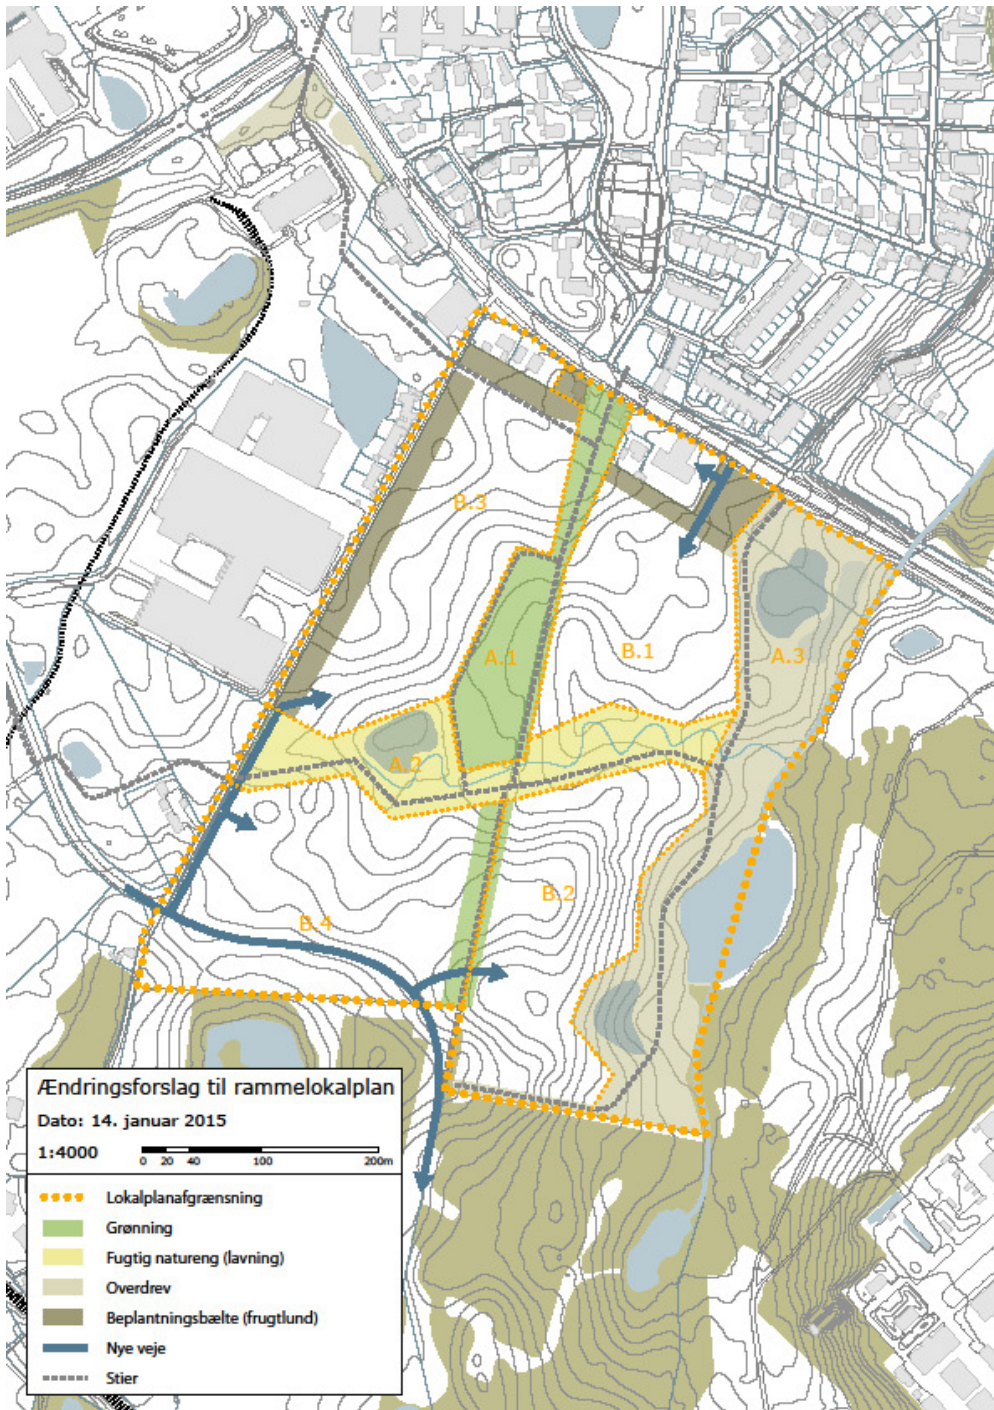 B.3
A.1
B.1
A.3
A.2
B.2
B.4
Ændringsforslag til rammelokalplan
Dato: 14. januar 2015
1:4000
0 20 40 100 200m
Lokalplanafgrænsning
Grønning
Fugtig natureng (lavning)
Overdrev
Beplantningsbælte (frugtlund)
Nye veje
Stier